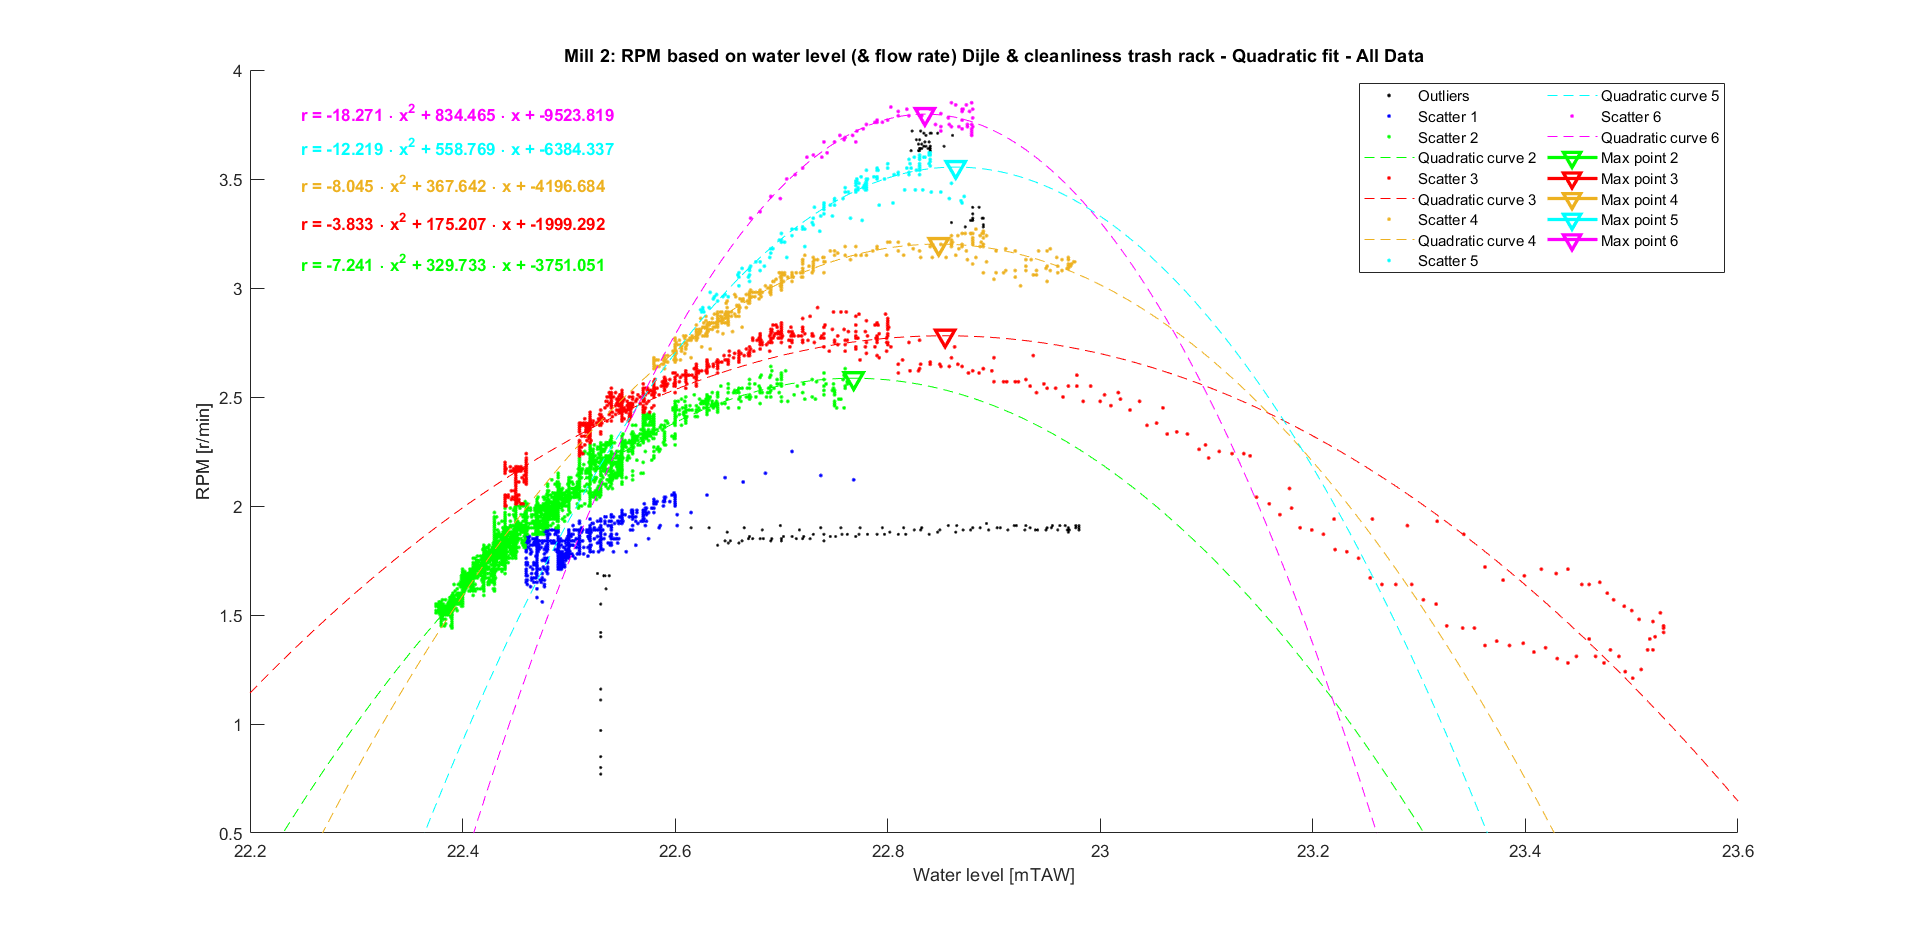 Mill 2: RPM based on water level (& flow rate) Dijle & cleanliness trash rack - Quadratic fit - All Data
r = -18.271 · x² + 834.465 · x + -9523.819
r = -12.219 · x² + 558.769 · x + -6384.337
r = -8.045 · x² + 367.642 · x + -4196.684
r = -3.833 · x² + 175.207 · x + -1999.292
r = -7.241 · x² + 329.733 · x + -3751.051
Outliers
Scatter 1
Scatter 2
Quadratic curve 2
Scatter 3
Quadratic curve 3
Scatter 4
Quadratic curve 4
Scatter 5
Quadratic curve 5
Scatter 6
Quadratic curve 6
Max point 2
Max point 3
Max point 4
Max point 5
Max point 6
RPM [r/min]
4
3.5
3
2.5
2
1.5
1
0.5
22.2
22.4
22.6
22.8
23
23.2
23.4
23.6
Water level [mTAW]